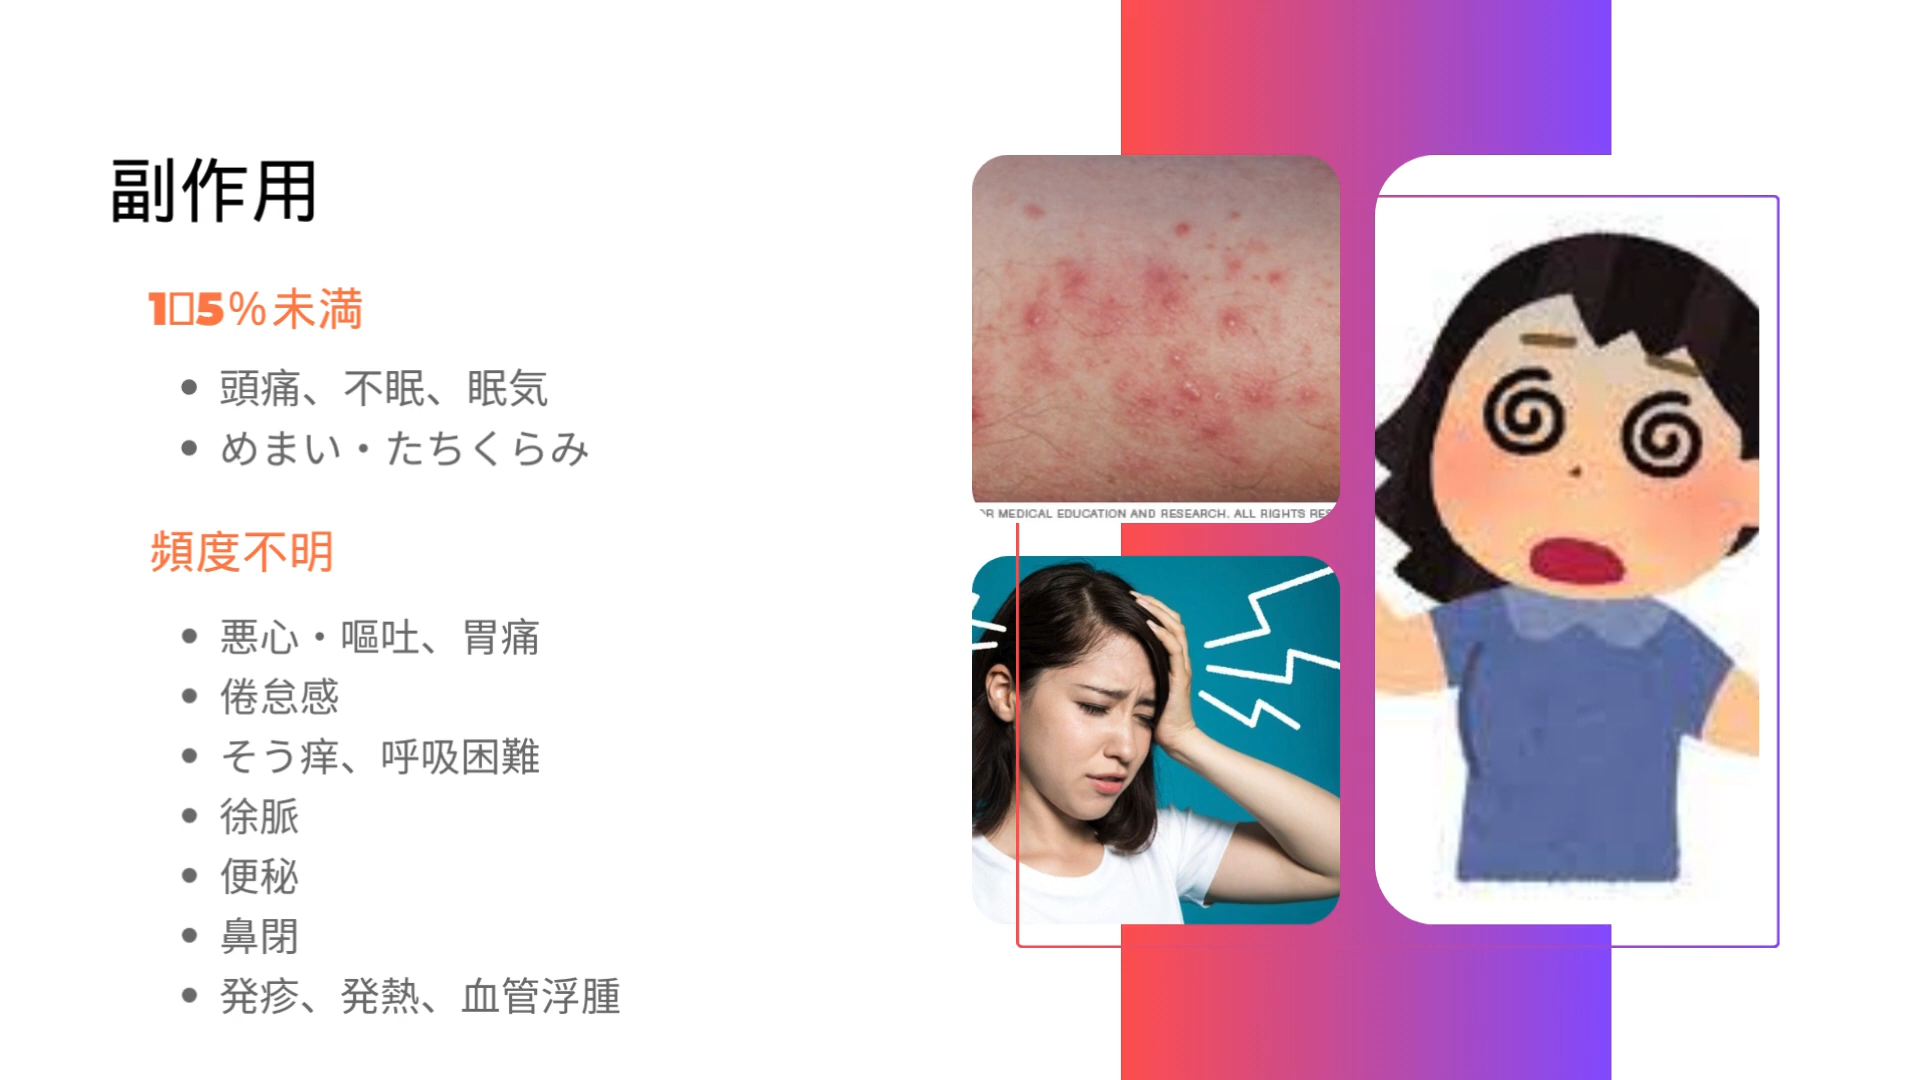 副作用
1□5％未満
頭痛、不眠、眠気
めまい・たちくらみ
頻度不明
悪心・嘔吐、胃痛
倦怠感
そう痒、呼吸困難
徐脈
便秘
鼻閉
発疹、発熱、血管浮腫
OR MEDICAL EDUCATION AND RESEARCH. ALL RIGHTS RES